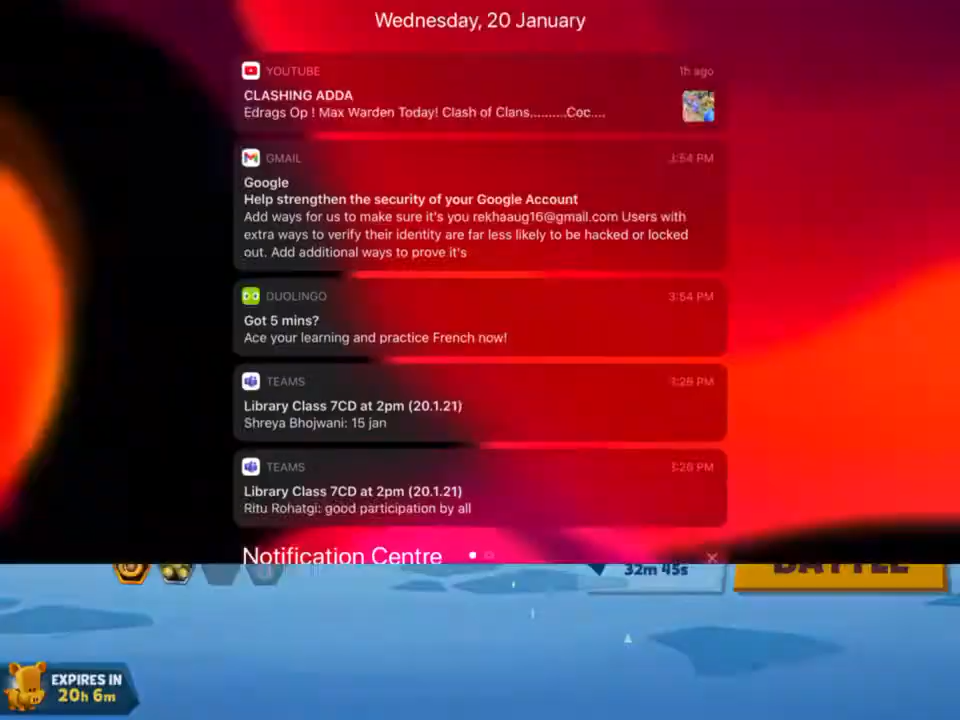 Wednesday, 20 January
YOUTUBE 1h ago
CLASHING ADDA
Edrags Op ! Max Warden Today! Clash of Clans.........Coc....
GMAIL 3:54 PM
Google
Help strengthen the security of your Google Account
Add ways for us to make sure it's you rekhaaug16@gmail.com Users with
extra ways to verify their identity are far less likely to be hacked or locked
out. Add additional ways to prove it's
DUOLINGO 3:54 PM
Got 5 mins?
Ace your learning and practice French now!
TEAMS 3:26 PM
Library Class 7CD at 2pm (20.1.21)
Shreya Bhojwani: 15 jan
TEAMS 3:26 PM
Library Class 7CD at 2pm (20.1.21)
Ritu Rohatgi: good participation by all
Notification Centre
32m 45s
BATTLE
EXPIRES IN
20h 6m